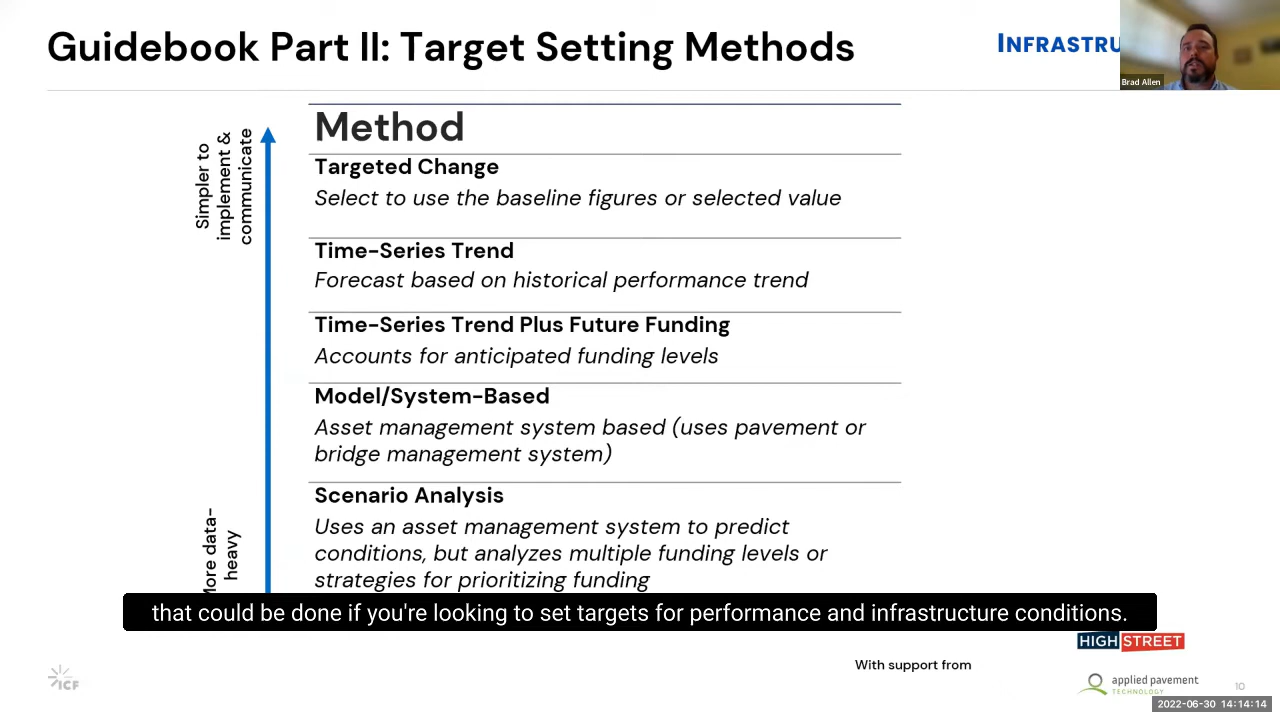 Guidebook Part II: Target Setting Methods
INFRASTRU
Brad Allen
Simpler to
implement &
communicate
Method
Targeted Change
Select to use the baseline figures or selected value
Time-Series Trend
Forecast based on historical performance trend
Time-Series Trend Plus Future Funding
Accounts for anticipated funding levels
Model/System-Based
Asset management system based (uses pavement or
bridge management system)
Scenario Analysis
Uses an asset management system to predict
conditions, but analyzes multiple funding levels or
strategies for prioritizing funding
More data-
heavy
that could be done if you're looking to set targets for performance and infrastructure conditions.
HIGH STREET
With support from
ICF
applied pavement
TECHNOLOGY
10
2022-06-30 14:14:14